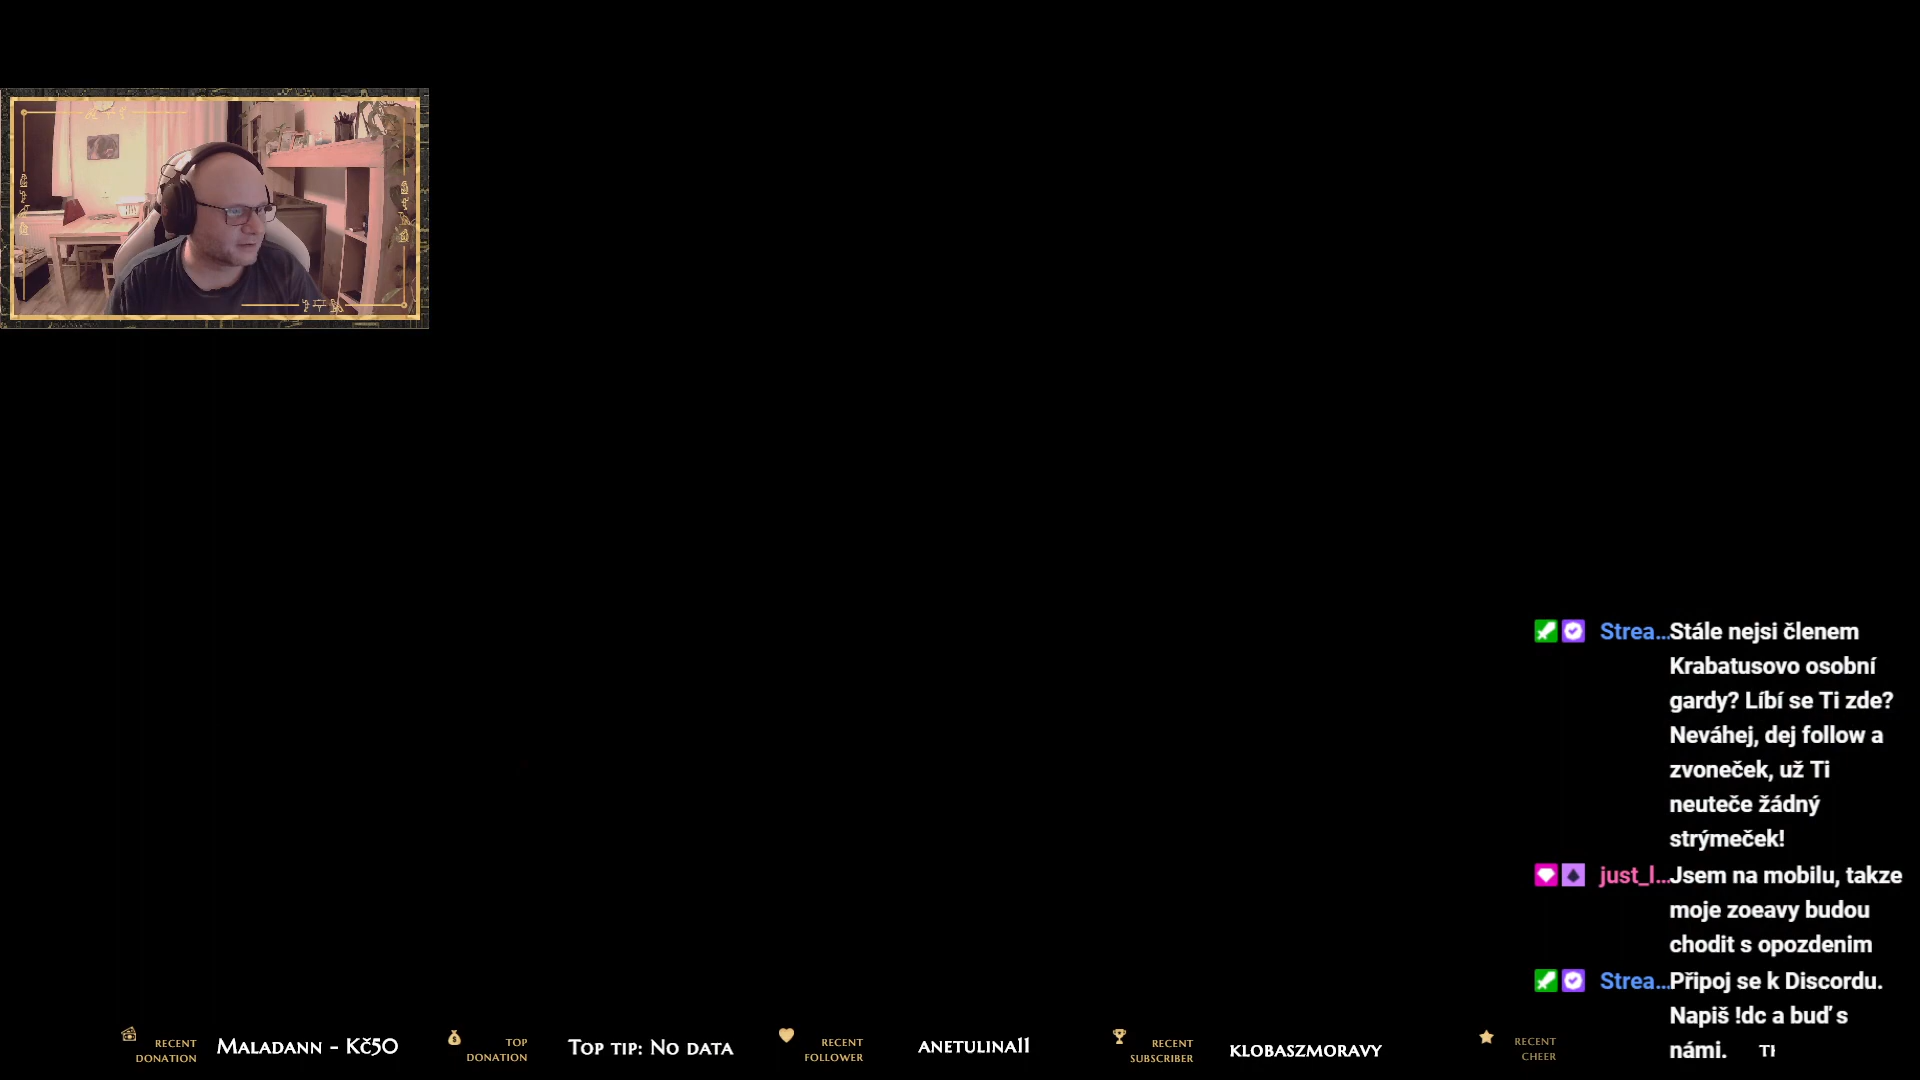 Strea...Stále nejsi členem
Krabatusovo osobní
gardy? Líbí se Ti zde?
Neváhej, dej follow a
zvoneček, už Ti
neuteče žádný
strýmeček!
just_l...Jsem na mobilu, takze
moje zoeavy budou
chodit s opozdenim
Strea...Připoj se k Discordu.
Napiš !dc a buď s
námi.
RECENT DONATION
Maladann - Kč50
TOP DONATION
Top tip: No data
RECENT FOLLOWER
anetulina11
RECENT SUBSCRIBER
klobaszmoravy
RECENT CHEER